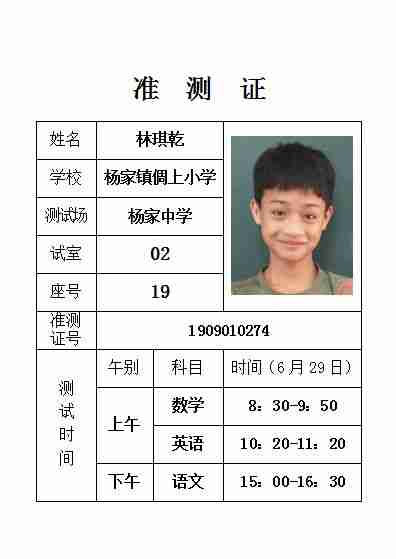 准 测 证
姓名 林琪乾
学校 杨家镇倜上小学
测试场 杨家中学
试室 02
座号 19
准测
证号
1909010274
测试时间
午别 科目 时间（6月29日）
上午 数学 8：30-9：50
英语 10：20-11：20
下午 语文 15：00-16：30